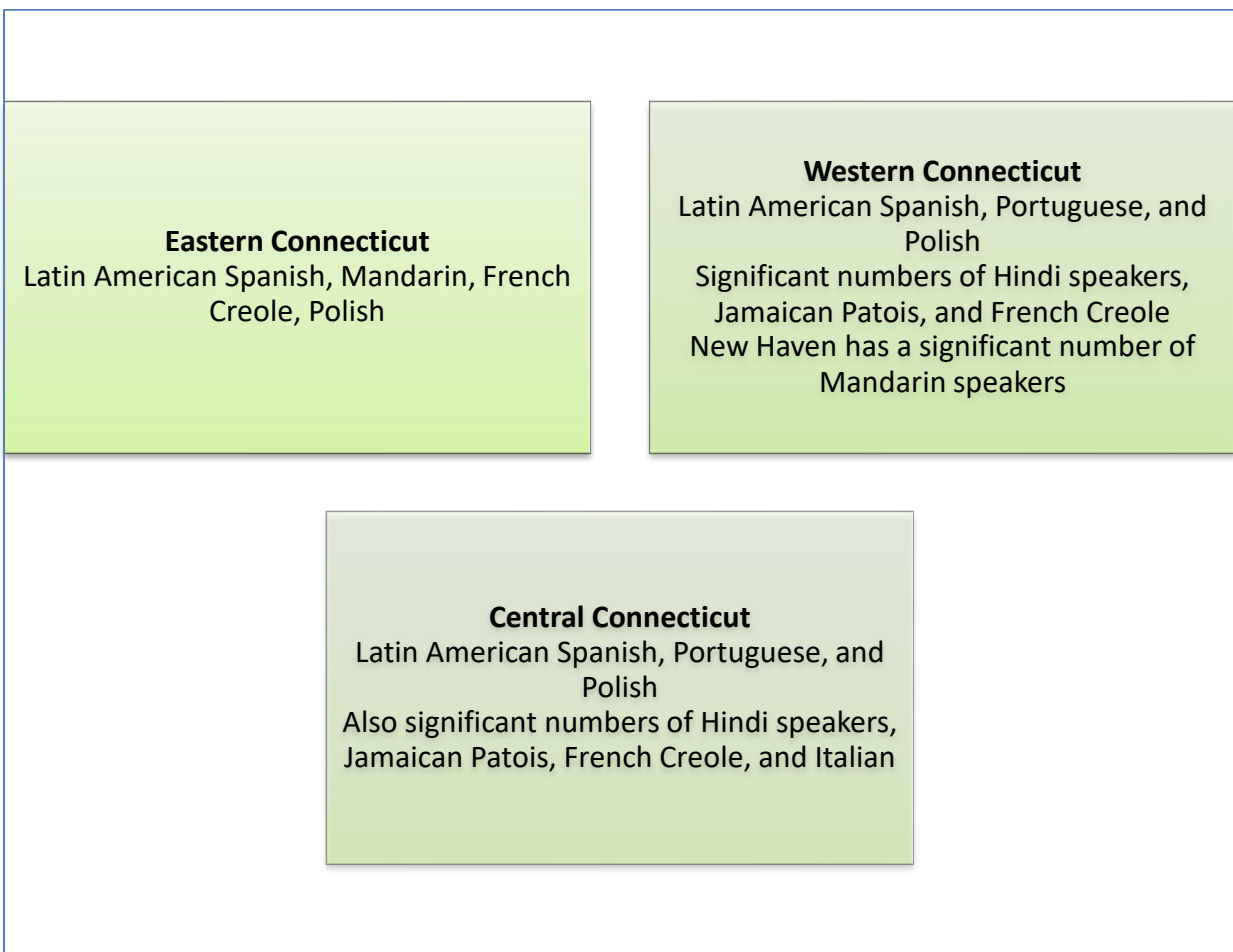 Eastern Connecticut
Latin American Spanish, Mandarin, French
Creole, Polish
Western Connecticut
Latin American Spanish, Portuguese, and
Polish
Significant numbers of Hindi speakers,
Jamaican Patois, and French Creole
New Haven has a significant number of
Mandarin speakers
Central Connecticut
Latin American Spanish, Portuguese, and
Polish
Also significant numbers of Hindi speakers,
Jamaican Patois, French Creole, and Italian